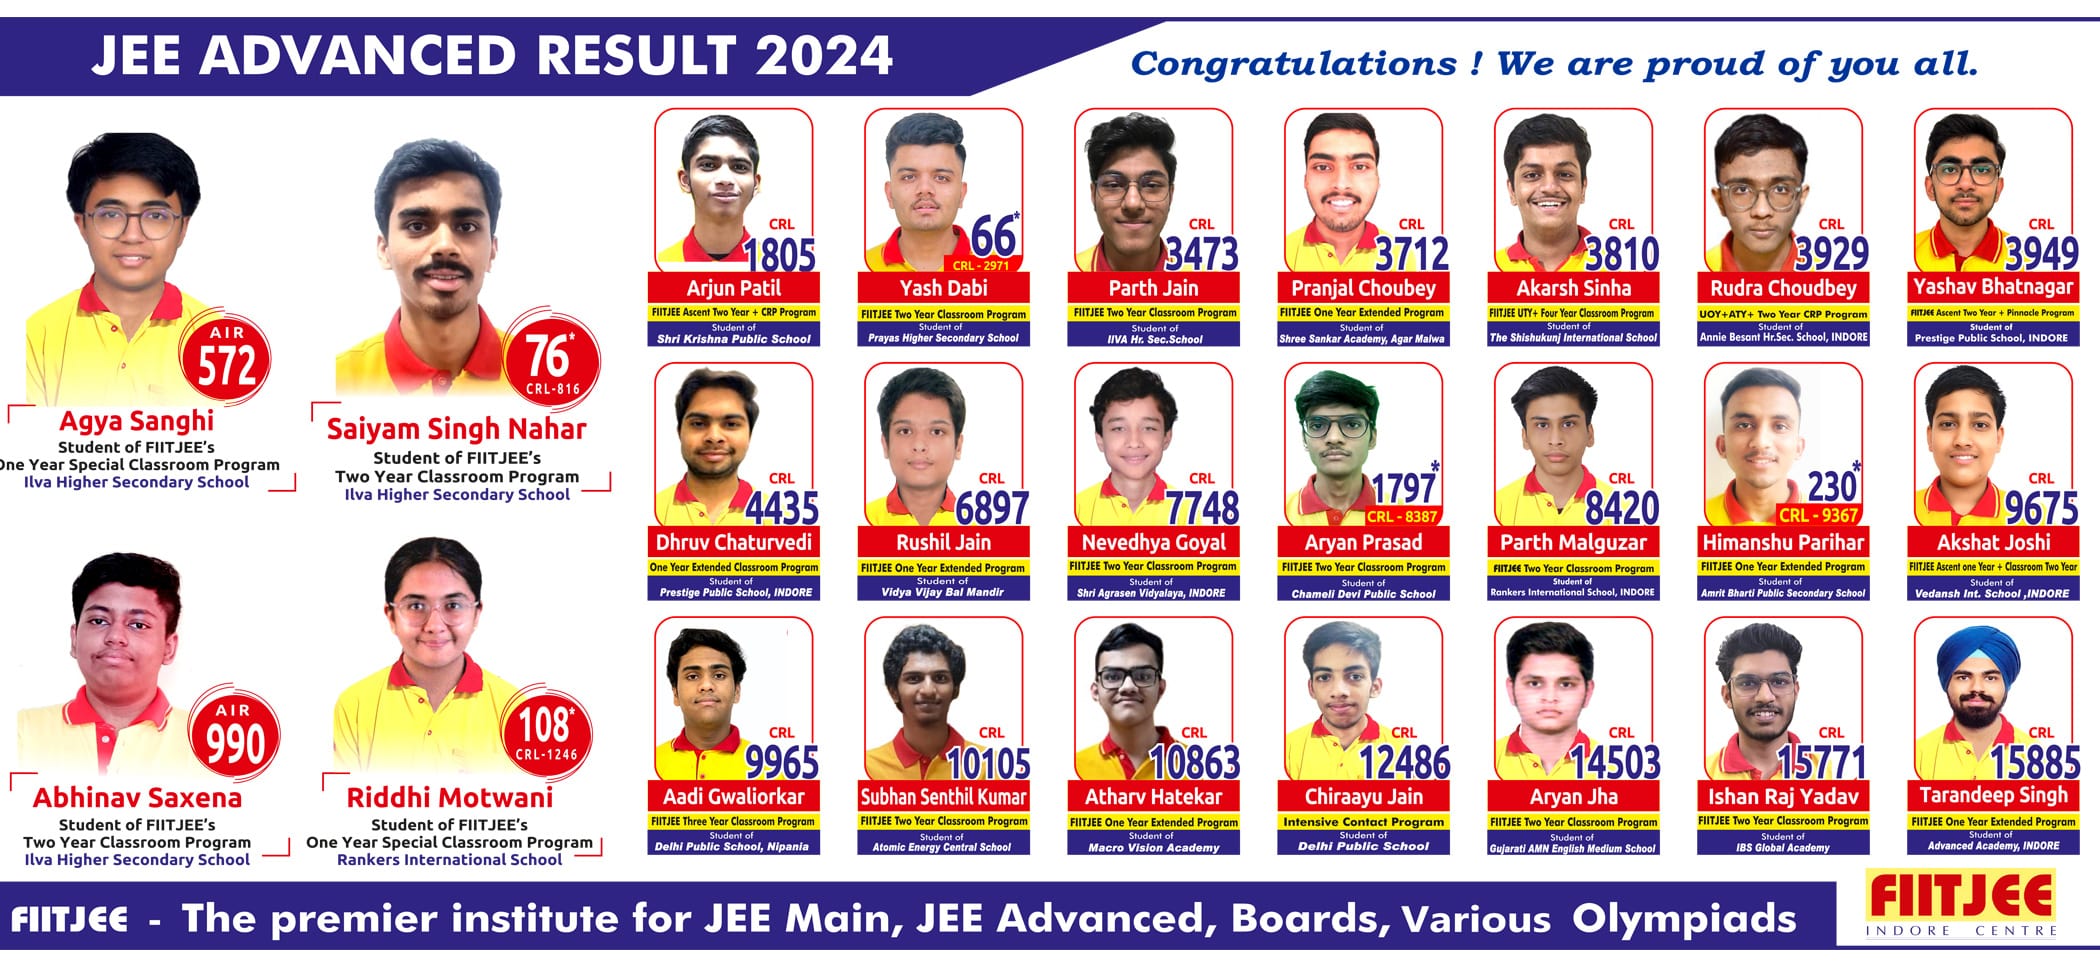 JEE ADVANCED RESULT 2024
Congratulations ! We are proud of you all.
AIR
572
Agya Sanghi
Student of FIITJEE's
One Year Special Classroom Program
Ilva Higher Secondary School
76*
CRL-816
Saiyam Singh Nahar
Student of FIITJEE's
Two Year Classroom Program
Ilva Higher Secondary School
AIR
990
Abhinav Saxena
Student of FIITJEE's
Two Year Classroom Program
Ilva Higher Secondary School
108*
CRL-1246
Riddhi Motwani
Student of FIITJEE's
One Year Special Classroom Program
Rankers International School
CRL
1805
Arjun Patil
FIITJEE Ascent Two Year + CRP Program
Student of
Shri Krishna Public School
66*
CRL - 2971
Yash Dabi
FIITJEE Two Year Classroom Program
Student of
Prayas Higher Secondary School
CRL
3473
Parth Jain
FIITJEE Two Year Classroom Program
Student of
IIVA Hr. Sec.School
CRL
3712
Pranjal Choubey
FIITJEE One Year Extended Program
Student of
Shree Sankar Academy, Agar Malwa
CRL
3810
Akarsh Sinha
FIITJEE UTY+ Four Year Classroom Program
Student of
The Shishukunj International School
CRL
3929
Rudra Choudbey
UOY+ATY+ Two Year CRP Program
Student of
Annie Besant Hr.Sec. School, INDORE
CRL
3949
Yashav Bhatnagar
FIITJEE Ascent Two Year + Pinnacle Program
Student of
Prestige Public School, INDORE
CRL
4435
Dhruv Chaturvedi
One Year Extended Classroom Program
Student of
Prestige Public School, INDORE
CRL
6897
Rushil Jain
FIITJEE One Year Extended Program
Student of
Vidya Vijay Bal Mandir
CRL
7748
Nevedhya Goyal
FIITJEE Two Year Classroom Program
Student of
Shri Agrasen Vidyalaya, INDORE
1797*
CRL - 8387
Aryan Prasad
FIITJEE Two Year Classroom Program
Student of
Chameli Devi Public School
CRL
8420
Parth Malguzar
FIITJEE Two Year Classroom Program
Student of
Rankers International School, INDORE
230*
CRL - 9367
Himanshu Parihar
FIITJEE One Year Extended Program
Student of
Amrit Bharti Public Secondary School
CRL
9675
Akshat Joshi
FIITJEE Ascent one Year + Classroom Two Year
Student of
Vedansh Int. School ,INDORE
CRL
9965
Aadi Gwaliorkar
FIITJEE Three Year Classroom Program
Student of
Delhi Public School, Nipania
CRL
10105
Subhan Senthil Kumar
FIITJEE Two Year Classroom Program
Student of
Atomic Energy Central School
CRL
10863
Atharv Hatekar
FIITJEE One Year Extended Program
Student of
Macro Vision Academy
CRL
12486
Chiraayu Jain
Intensive Contact Program
Student of
Delhi Public School
CRL
14503
Aryan Jha
FIITJEE Two Year Classroom Program
Student of
Gujarati AMN English Medium School
CRL
15771
Ishan Raj Yadav
FIITJEE Two Year Classroom Program
Student of
IBS Global Academy
CRL
15885
Tarandeep Singh
FIITJEE One Year Extended Program
Student of
Advanced Academy, INDORE
FIITJEE - The premier institute for JEE Main, JEE Advanced, Boards, Various Olympiads
FIITJEE
INDORE CENTRE